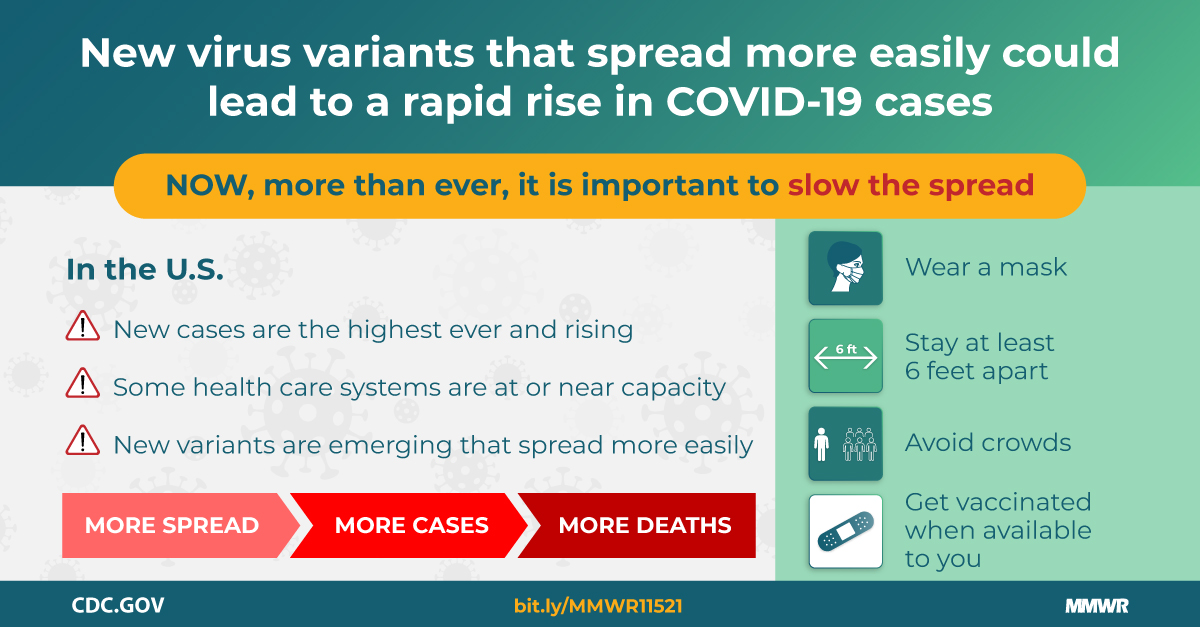 New virus variants that spread more easily could
lead to a rapid rise in COVID-19 cases
NOW, more than ever, it is important to slow the spread
In the U.S.
New cases are the highest ever and rising
Some health care systems are at or near capacity
New variants are emerging that spread more easily
MORE SPREAD
MORE CASES
MORE DEATHS
Wear a mask
6 ft
Stay at least
6 feet apart
Avoid crowds
Get vaccinated
when available
to you
CDC.GOV
bit.ly/MMWR11521
MMWR